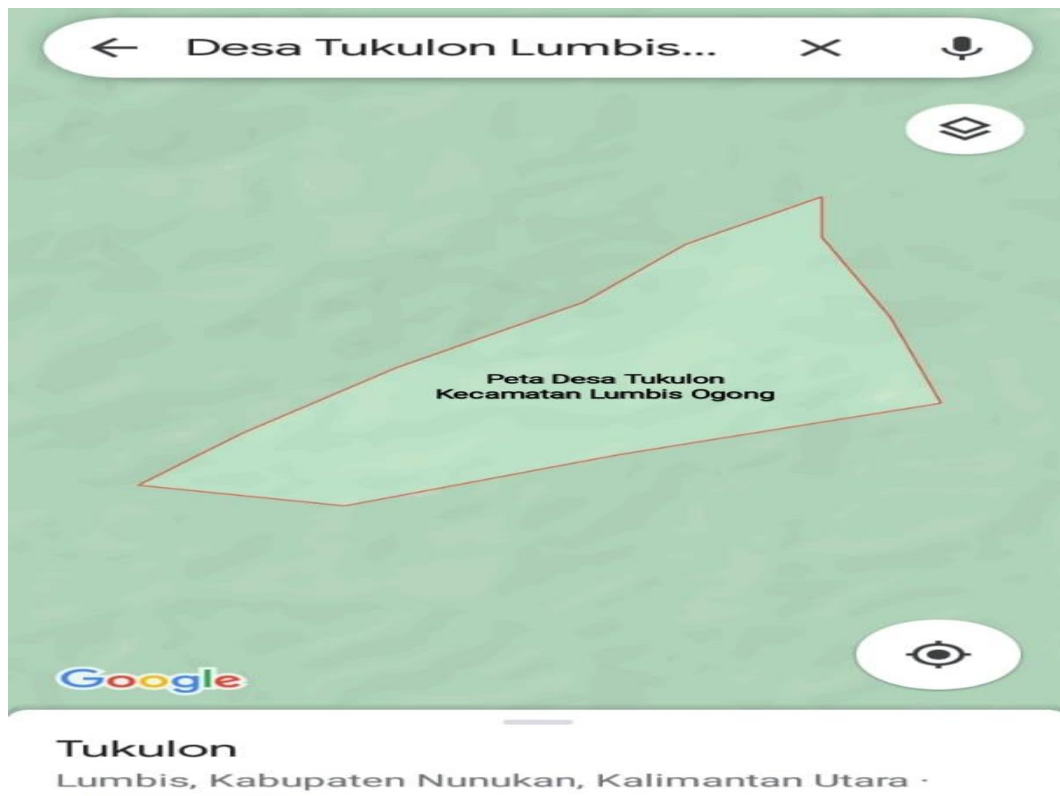 Desa Tukulon Lumbis...
Peta Desa Tukulon
Kecamatan Lumbis Ogong
Google
Tukulon
Lumbis, Kabupaten Nunukan, Kalimantan Utara ·